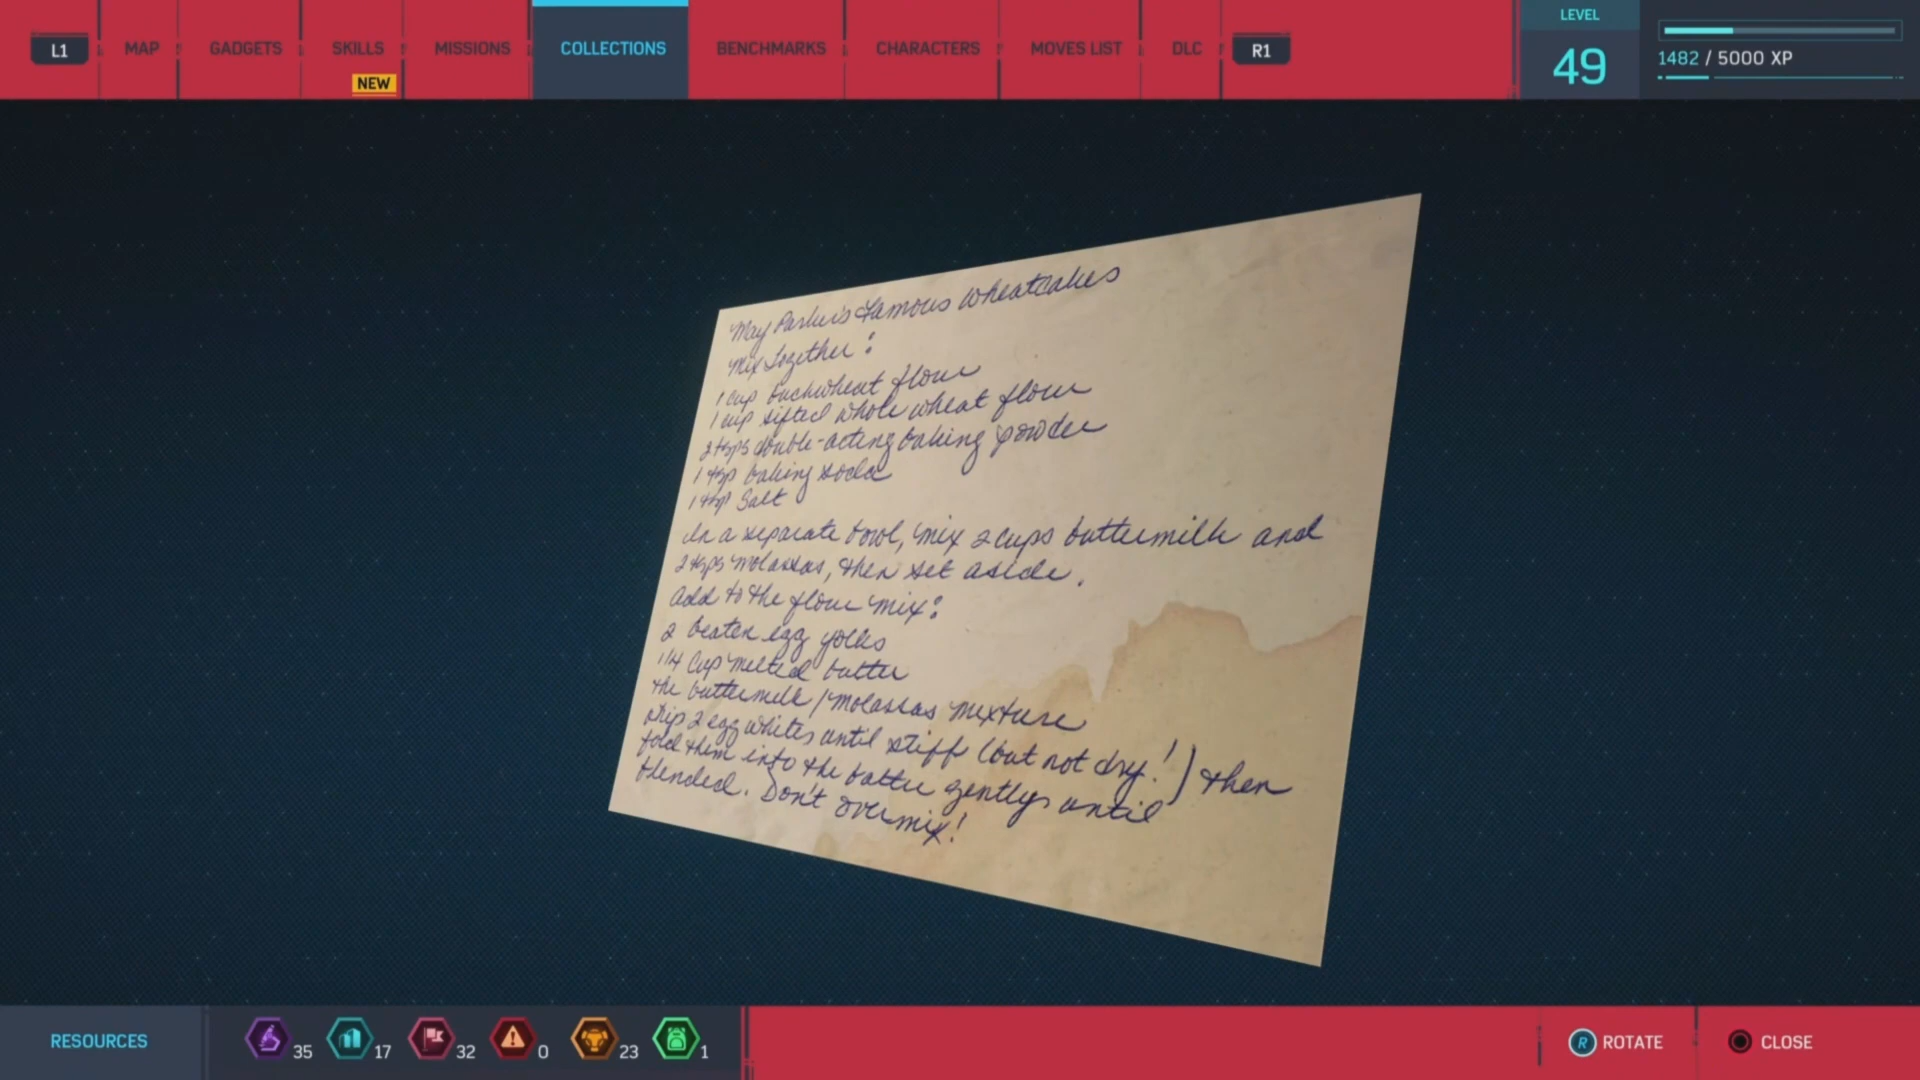 L1 MAP GADGETS SKILLS MISSIONS COLLECTIONS BENCHMARKS CHARACTERS MOVES LIST DLC R1
NEW
LEVEL
49
1482 / 5000 XP
May Parker's Famous Wheatcakes
Mix Together:
1 cup buckwheat flour
1 cup sifted whole wheat flour
2 tsps double-acting baking powder
1 tsp baking soda
1 tsp Salt
In a separate bowl, mix 2 cups buttermilk and
2 tsps molassas, then set aside.
Add to the flour mix:
2 beaten egg yolks
1/4 cup melted butter
the buttermilk/molassas mixture
Whip 2 egg whites until stiff (but not dry!) then
fold them into the batter gently until
blended. Don't overmix!
RESOURCES 35 17 32 0 23 1
R ROTATE CLOSE